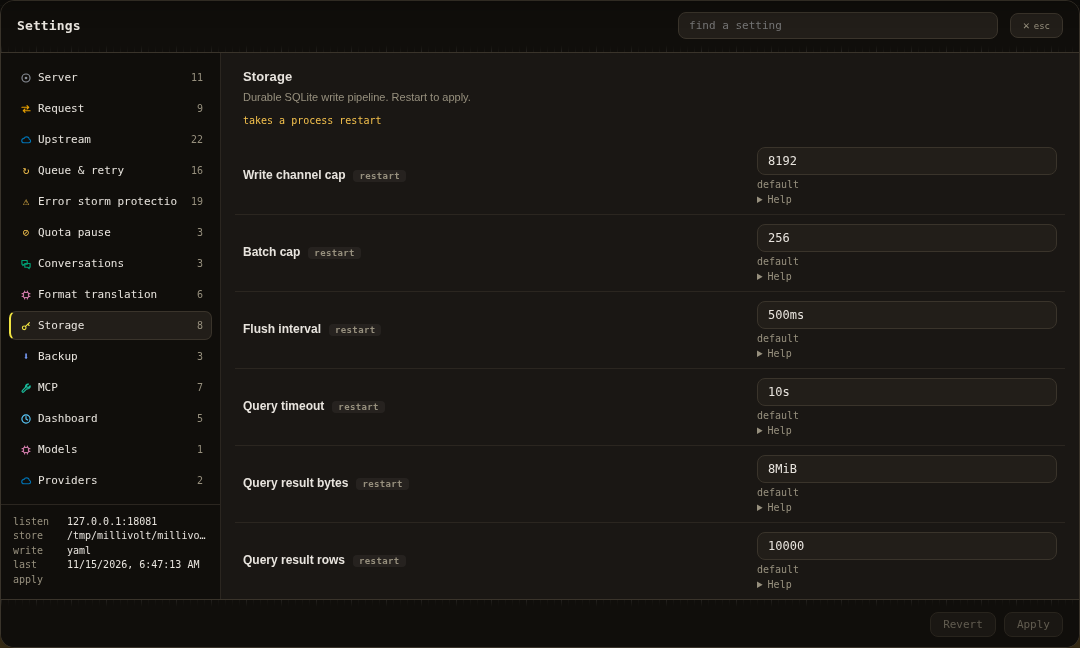 Settings
find a setting
× esc
Server 11
Request 9
Upstream 22
Queue & retry 16
Error storm protectio 19
Quota pause 3
Conversations 3
Format translation 6
Storage 8
Backup 3
MCP 7
Dashboard 5
Models 1
Providers 2
listen 127.0.0.1:18081
store /tmp/millivolt/millivo…
write yaml
last apply 11/15/2026, 6:47:13 AM
Storage
Durable SQLite write pipeline. Restart to apply.
takes a process restart
Write channel cap restart
8192
default
Help
Batch cap restart
256
default
Help
Flush interval restart
500ms
default
Help
Query timeout restart
10s
default
Help
Query result bytes restart
8MiB
default
Help
Query result rows restart
10000
default
Help
Revert
Apply